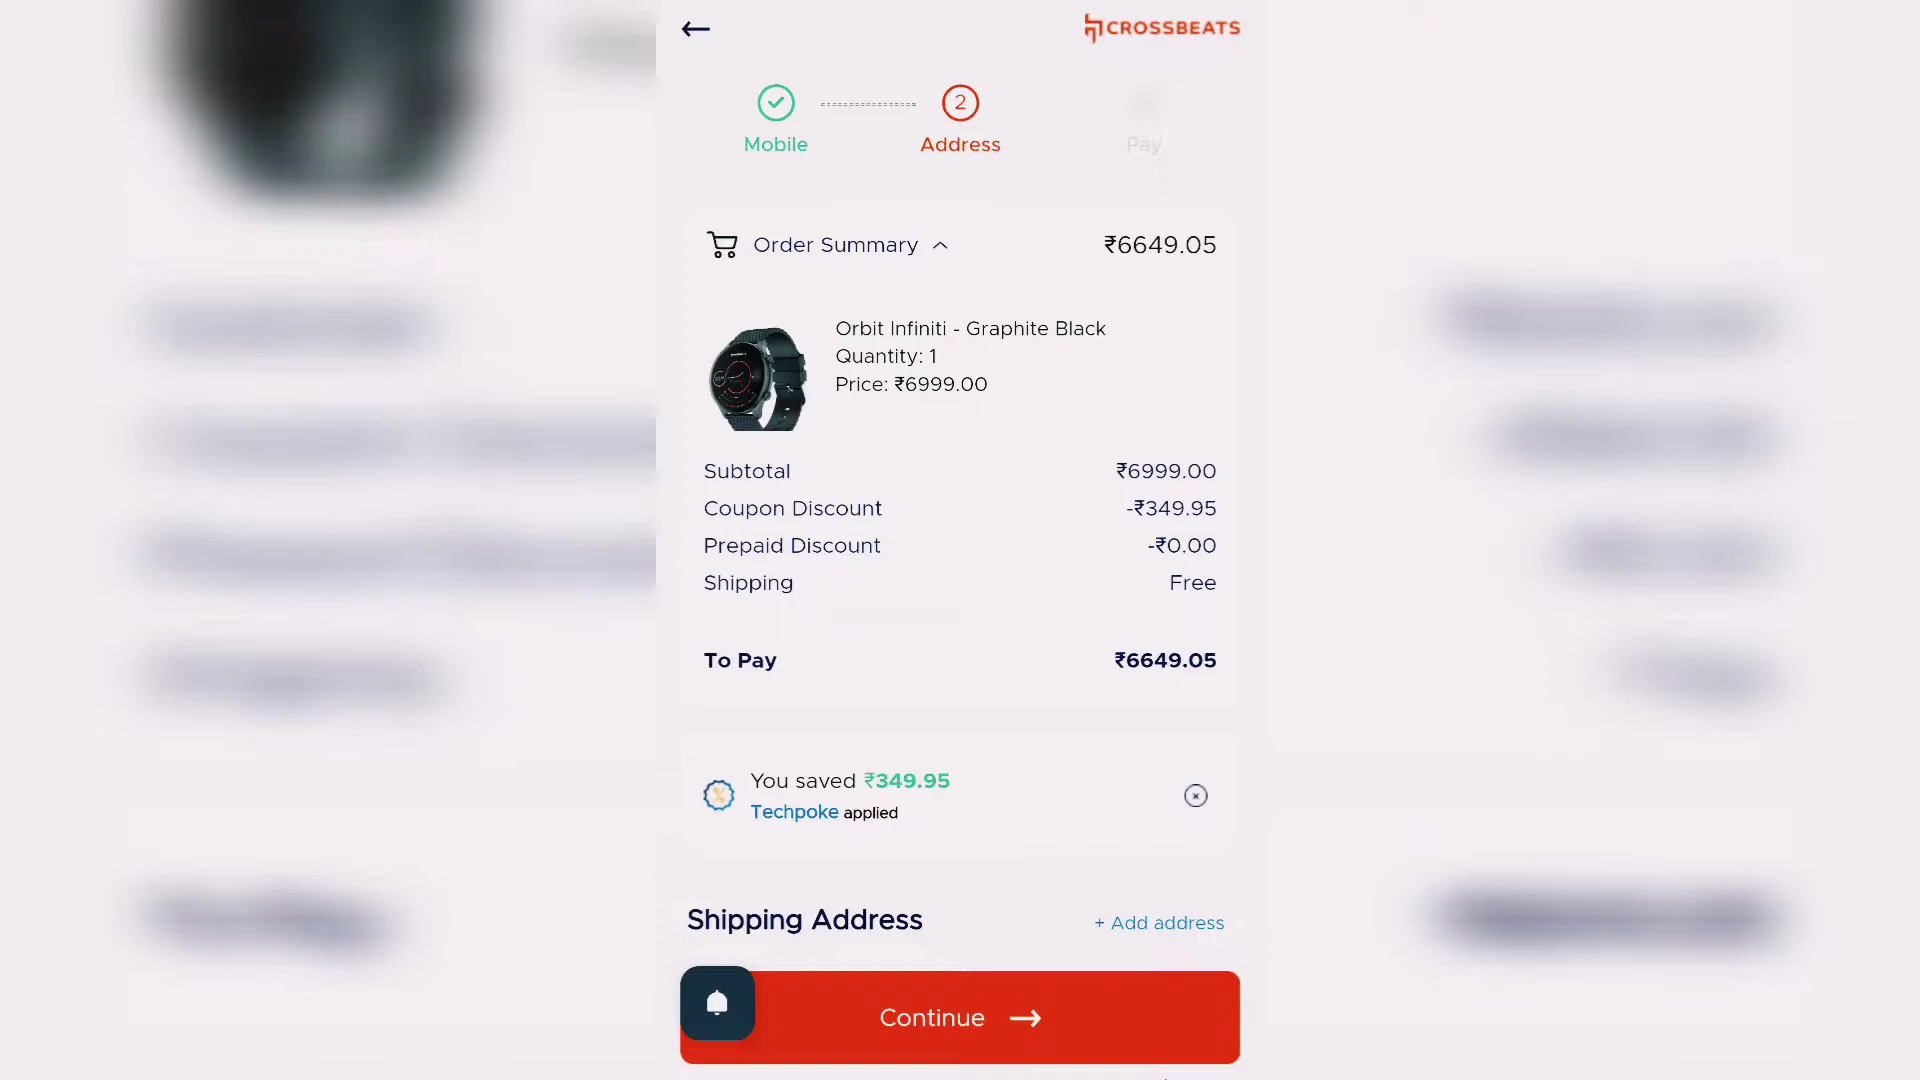 CROSSBEATS
2
Mobile
Address
Pay
Order Summary
₹6649.05
Orbit Infiniti - Graphite Black
Quantity: 1
Price: ₹6999.00
Subtotal
₹6999.00
Coupon Discount
-₹349.95
Prepaid Discount
-₹0.00
Shipping
Free
To Pay
₹6649.05
You saved ₹349.95
Techpoke applied
Shipping Address
+ Add address
Continue